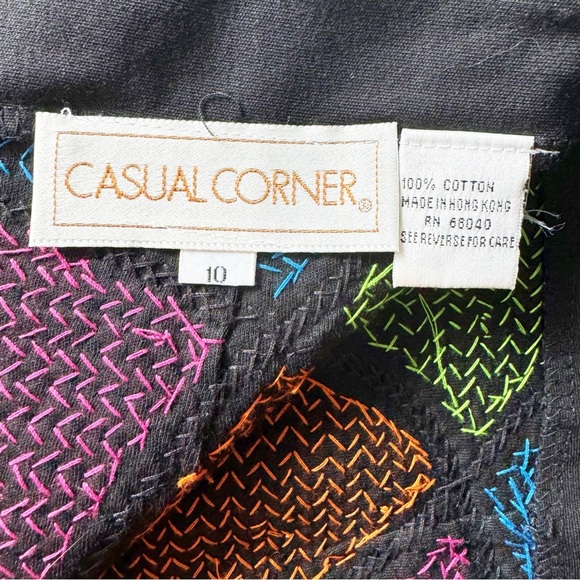 CASUAL CORNER®
10
100% COTTON
MADE IN HONG KONG
RN 68040
SEE REVERSE FOR CARE